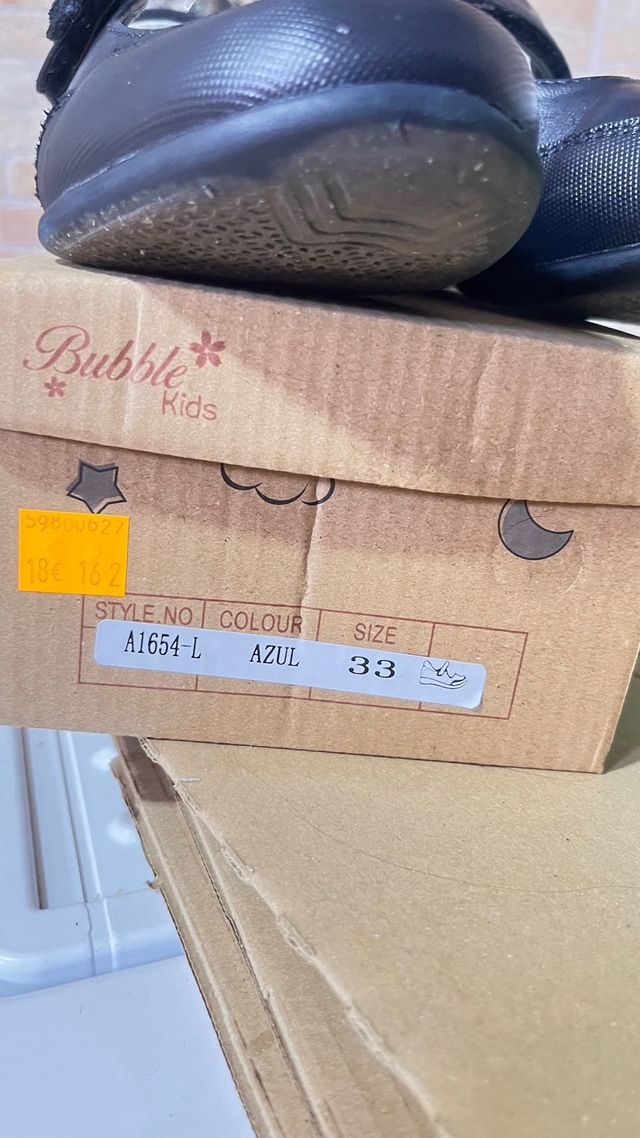 Bubble
Kids
59800627
18€ 16 2
STYLE.NO COLOUR SIZE
A1654-L AZUL 33